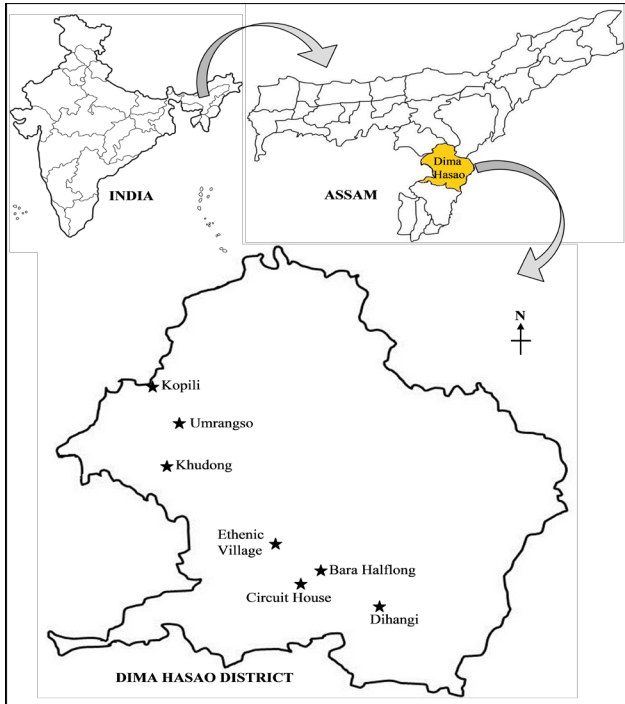 INDIA
ASSAM
Dima
Hasao
N
Kopili
Umrangso
Khudong
Ethenic
Village
Bara Halflong
Circuit House
Dihangi
DIMA HASAO DISTRICT